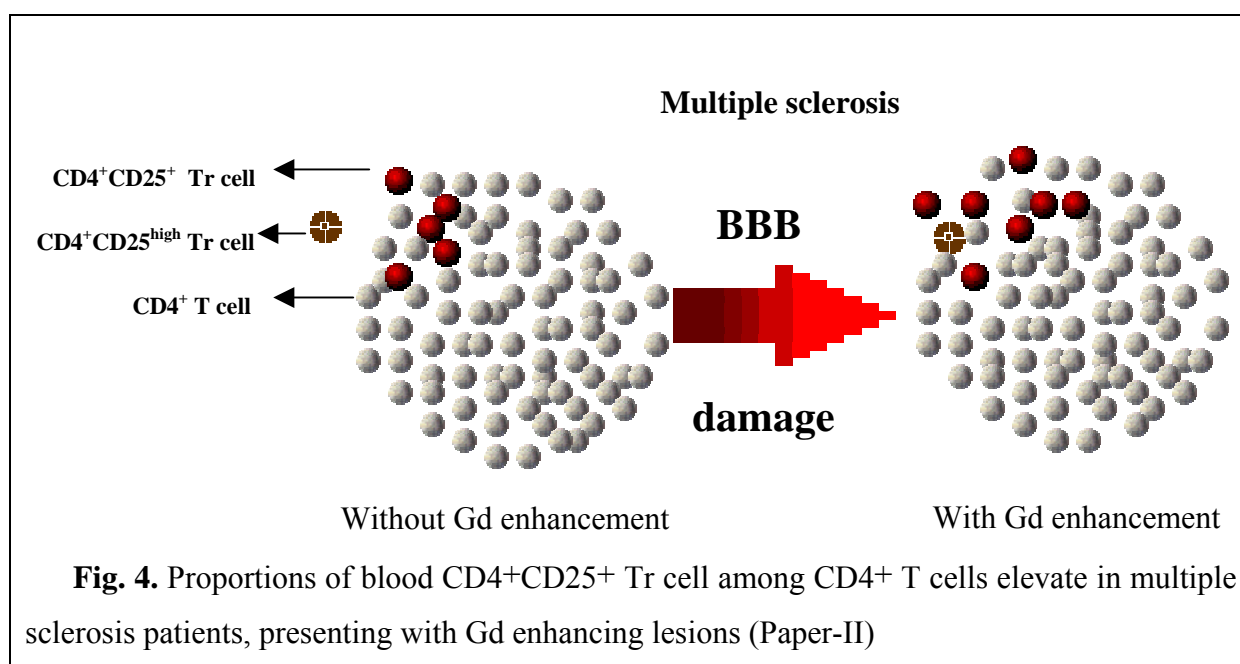 Multiple sclerosis
CD4⁺CD25⁺ Tr cell
CD4⁺CD25ʰⁱᵍʰ Tr cell
CD4⁺ T cell
BBB
damage
Without Gd enhancement
With Gd enhancement
Fig. 4. Proportions of blood CD4+CD25+ Tr cell among CD4+ T cells elevate in multiple
sclerosis patients, presenting with Gd enhancing lesions (Paper-II)